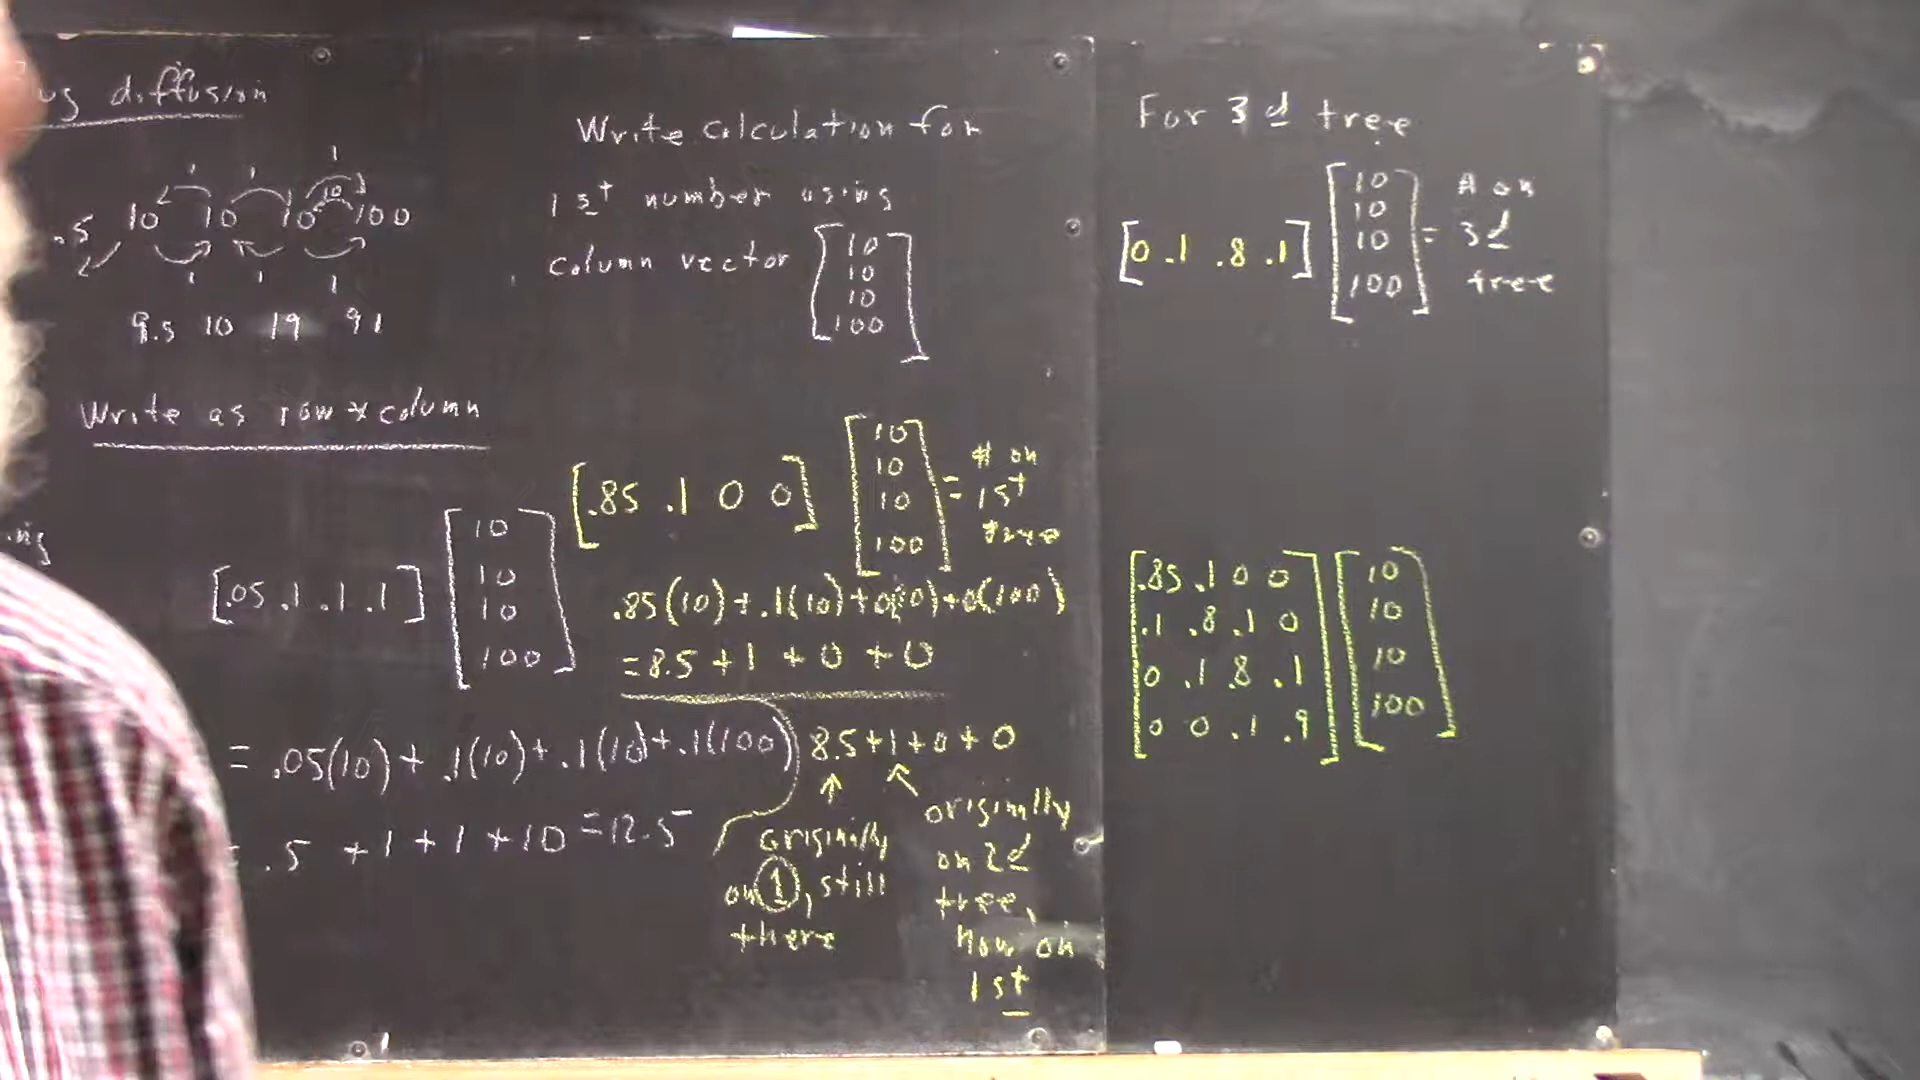 diffusion
1 1 1
10
.5 10 10 10 100
1 1 1
9.5 10 19 91
Write as row x column
[.05 .1 .1 .1] [10
10
10
100]
= .05(10) + .1(10) + .1(10) + .1(100)
.5 + 1 + 1 + 10 = 12.5
Write calculation for
1st number using
column vector [10
10
10
100]
[.85 .1 0 0] [10
10
10
100] = # on
1st
tree
.85(10) + .1(10) + 0(10) + 0(100)
= 8.5 + 1 + 0 + 0
8.5 + 1 + 0 + 0
originally
on 1, still
there
originally
on 2d
tree,
now on
1st
For 3d tree
[0 .1 .8 .1] [10
10
10
100] = # on
3d
tree
[.85 .1 0 0
.1 .8 .1 0
0 .1 .8 .1
0 0 .1 .9] [10
10
10
100]